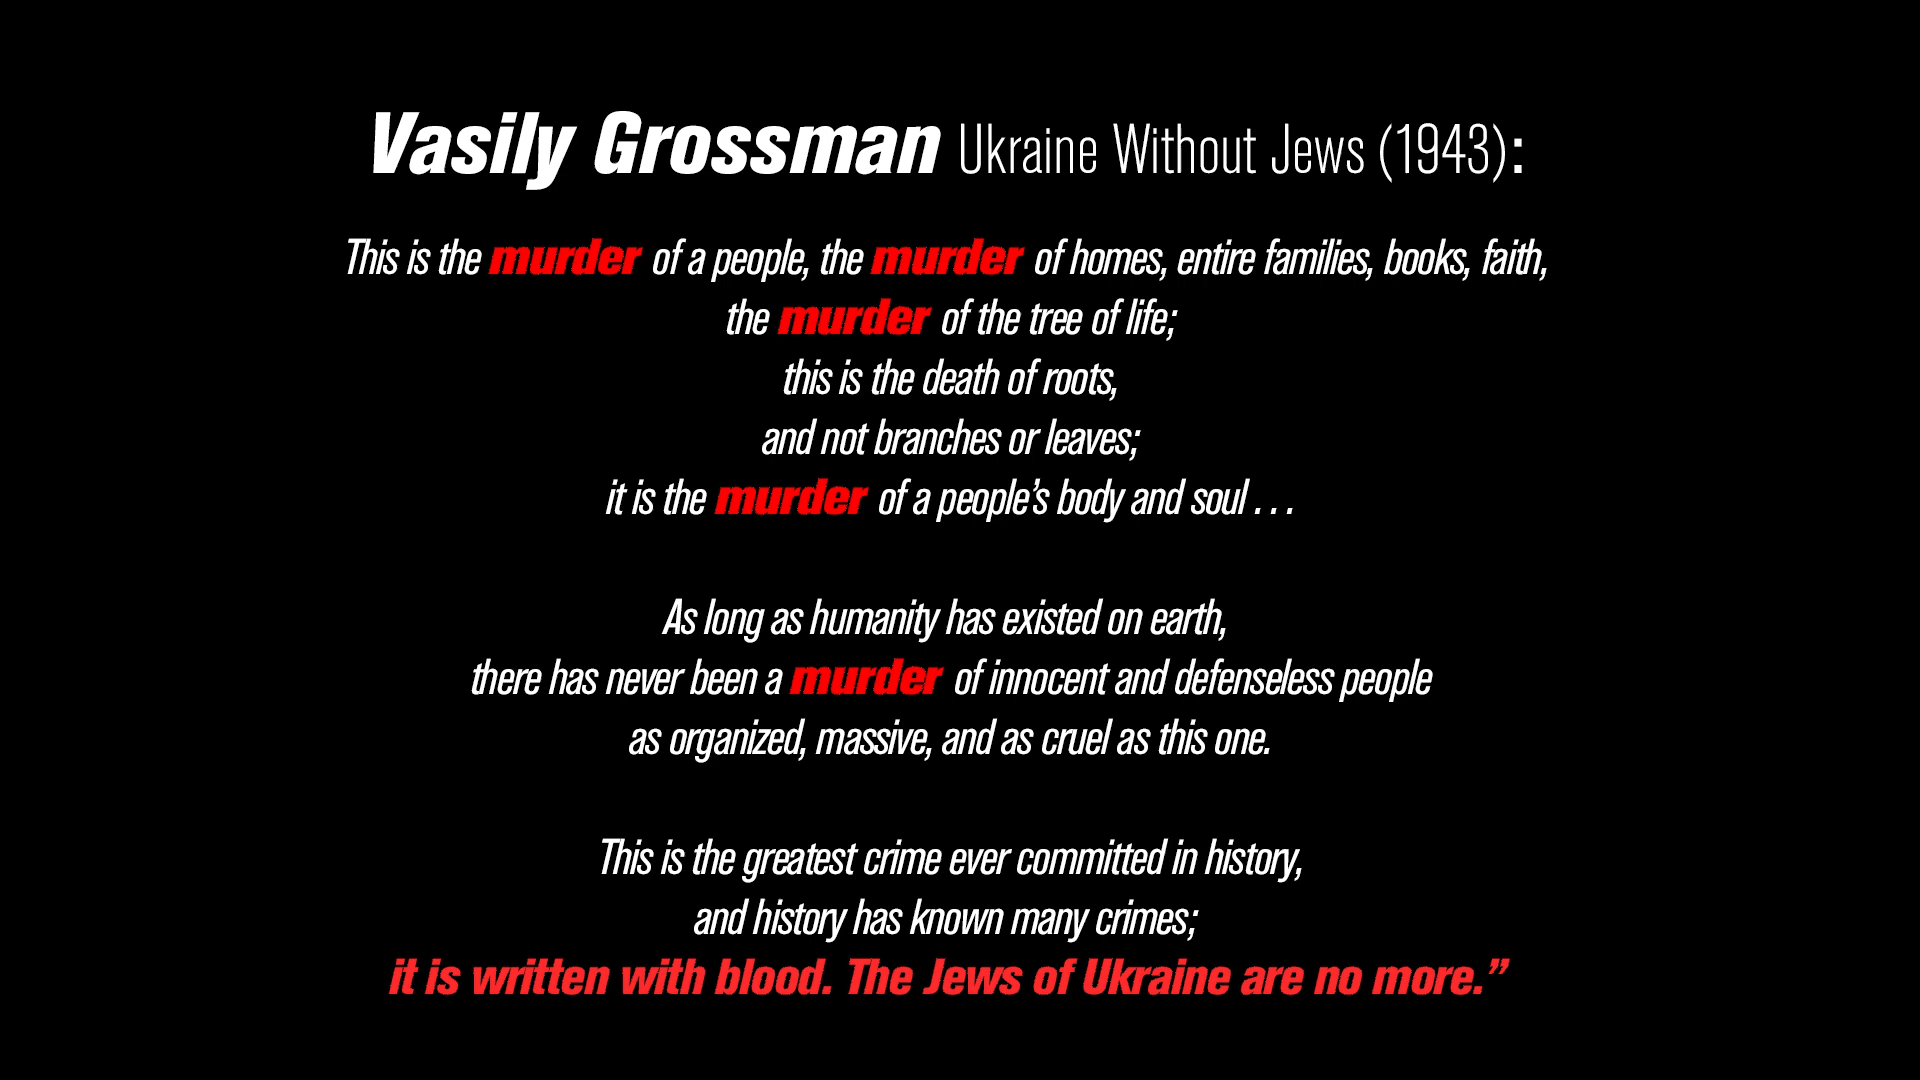 Vasily Grossman Ukraine Without Jews (1943):
This is the murder of a people, the murder of homes, entire families, books, faith,
the murder of the tree of life;
this is the death of roots,
and not branches or leaves;
it is the murder of a people’s body and soul . . .
As long as humanity has existed on earth,
there has never been a murder of innocent and defenseless people
as organized, massive, and as cruel as this one.
This is the greatest crime ever committed in history,
and history has known many crimes;
it is written with blood. The Jews of Ukraine are no more.”